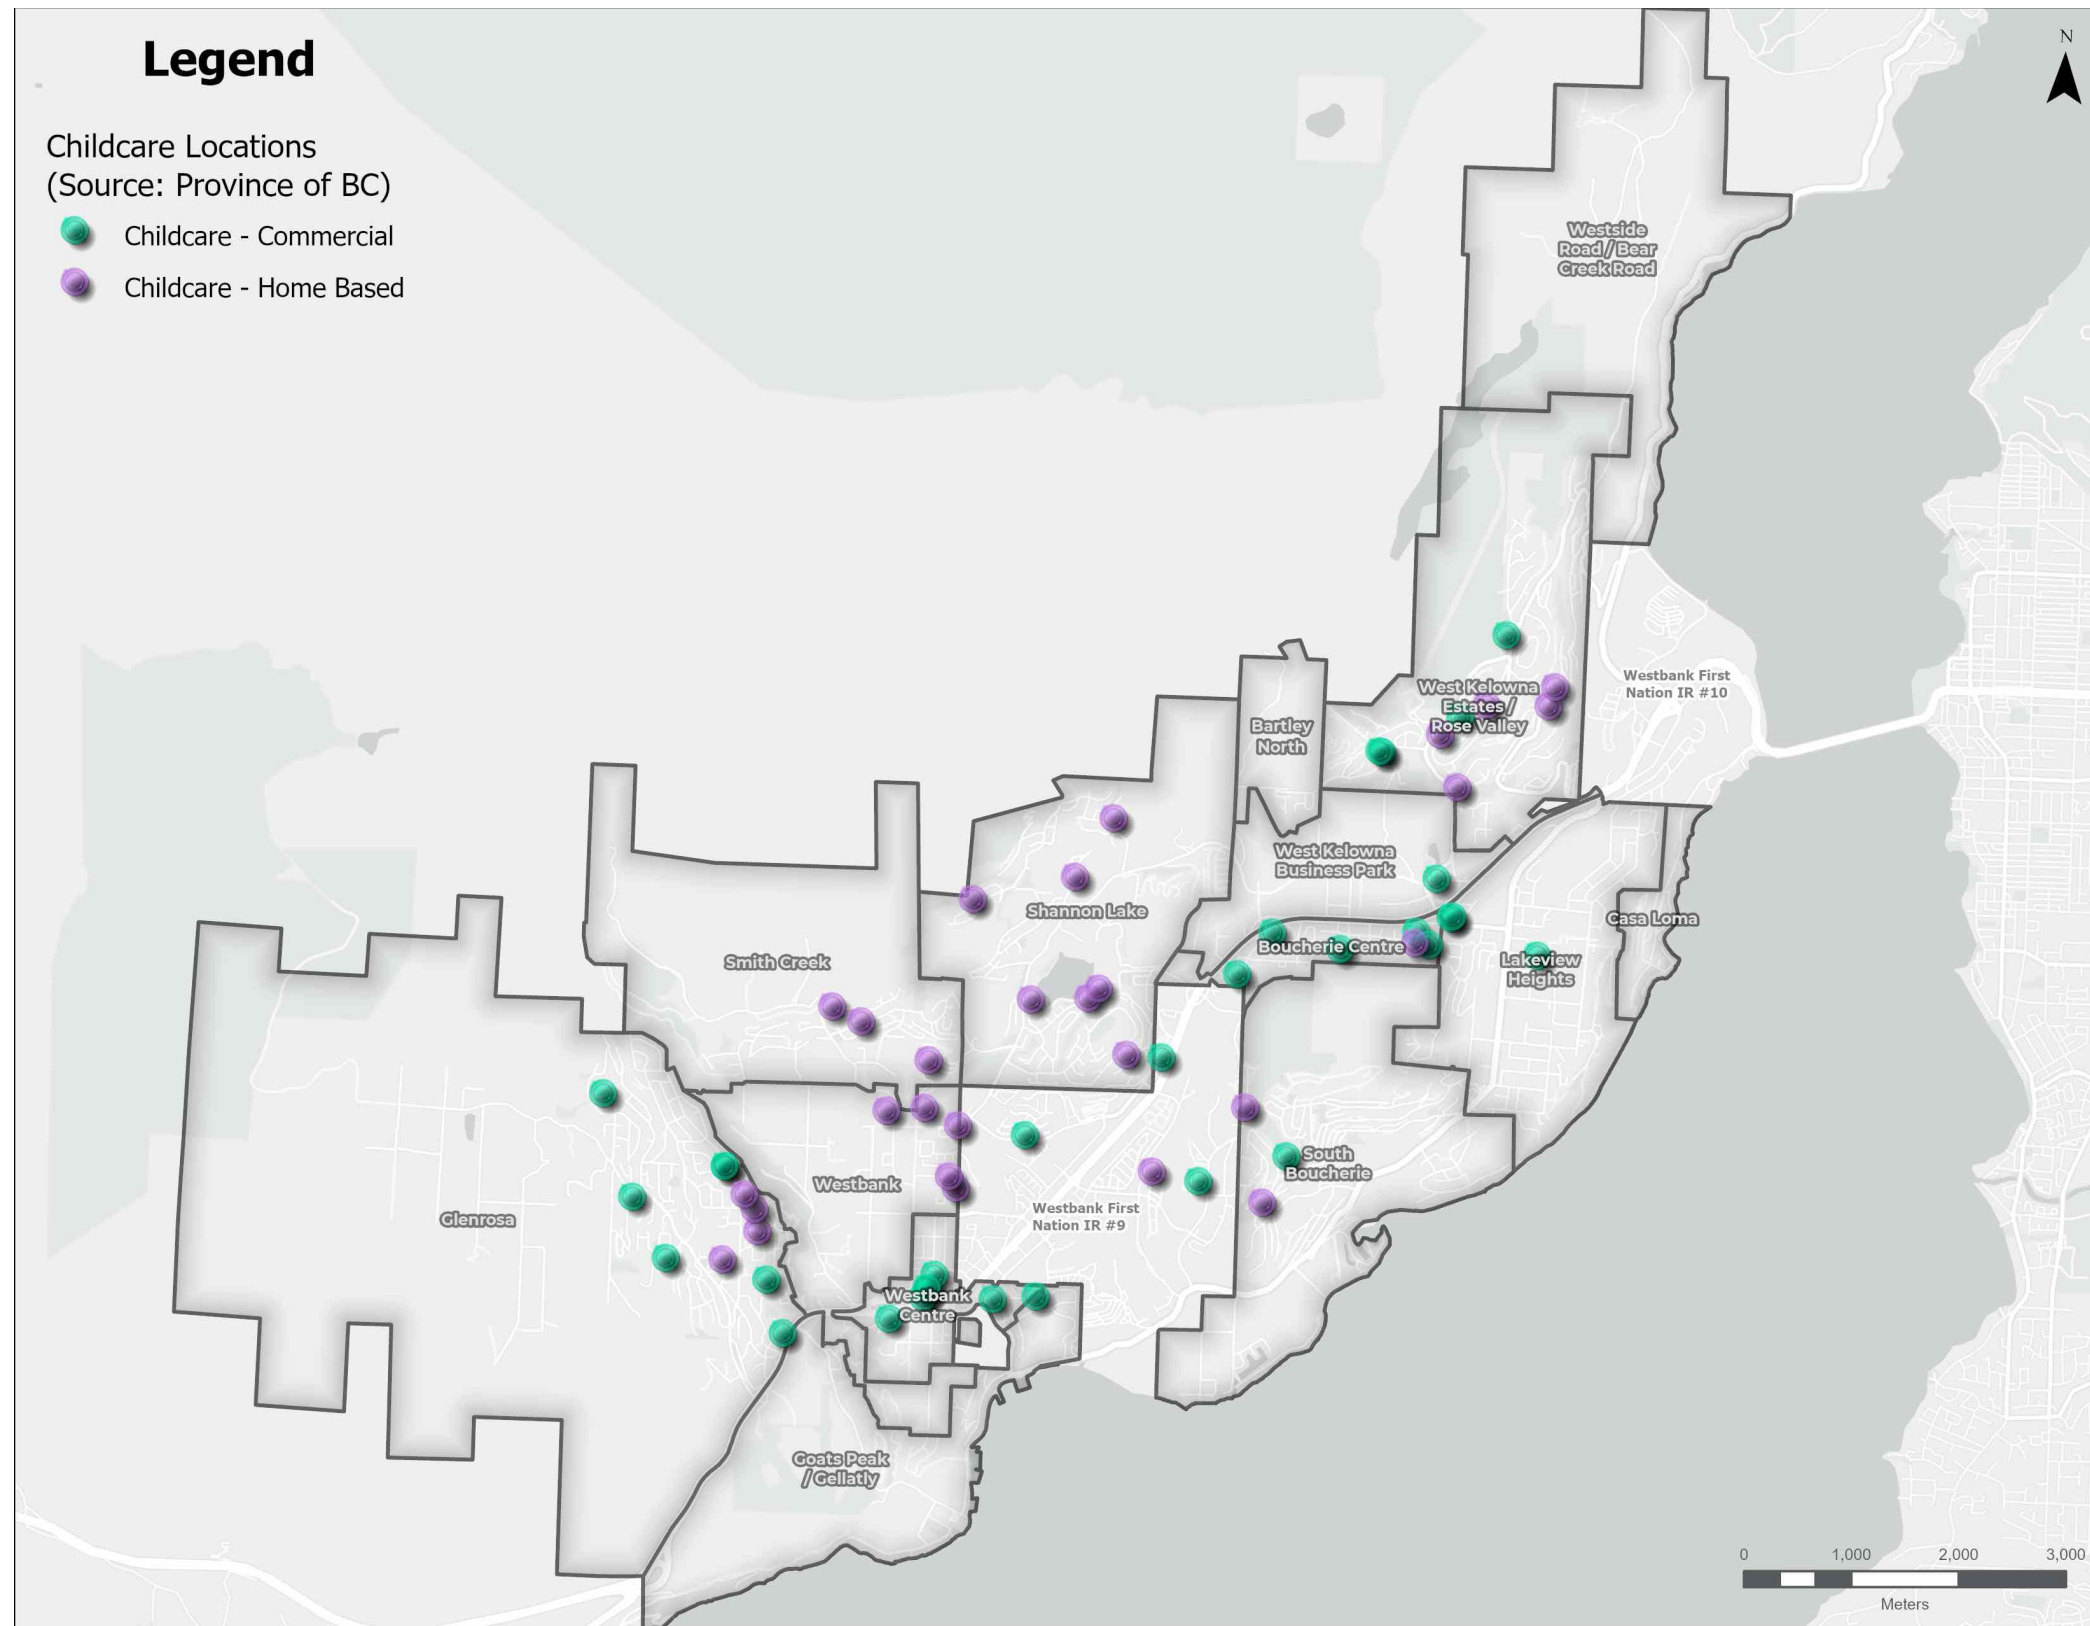 Legend
Childcare Locations
(Source: Province of BC)
Childcare - Commercial
Childcare - Home Based
N
Westside
Road / Bear
Creek Road
Westbank First
Nation IR #10
West Kelowna
Estates /
Rose Valley
Bartley
North
West Kelowna
Business Park
Shannon Lake
Casa Loma
Boucherie Centre
Lakeview
Heights
Smith Creek
South
Boucherie
Westbank
Glenrosa
Westbank First
Nation IR #9
Westbank
Centre
Goats Peak
/ Gellatly
0 1,000 2,000 3,000
Meters